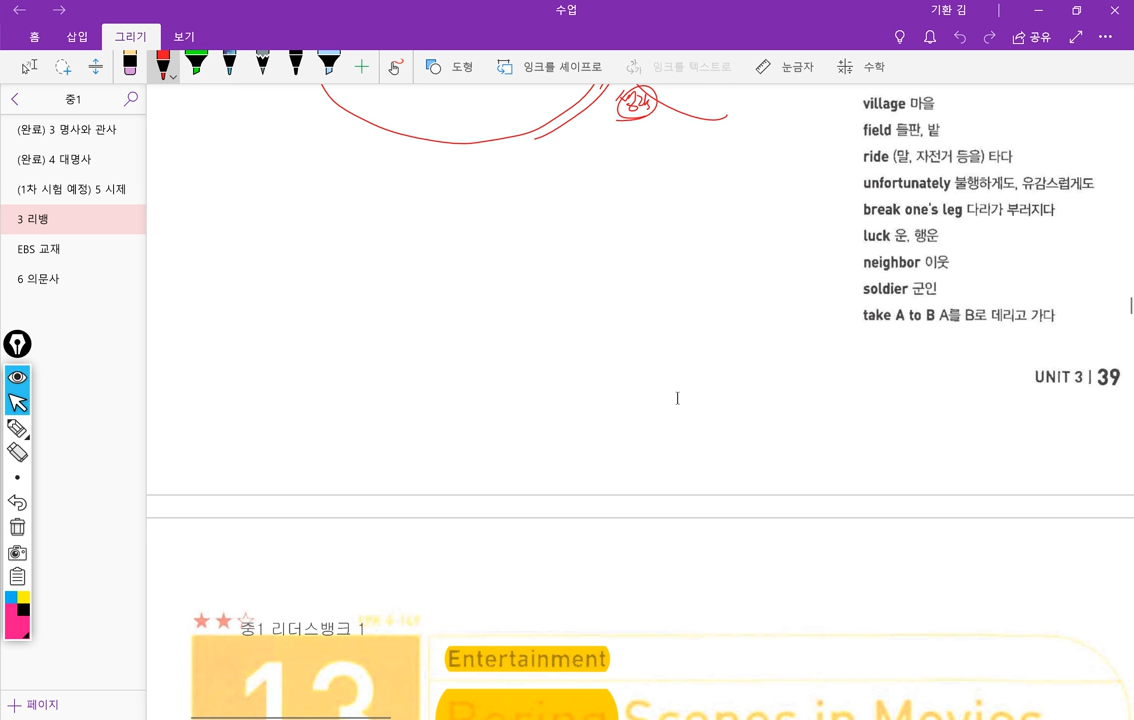 수업
기환 김
홈 삽입 그리기 보기
공유
도형 잉크를 셰이프로 잉크를 텍스트로 눈금자 수학
중1
(완료) 3 명사와 관사
(완료) 4 대명사
(1차 시험 예정) 5 시제
3 리뱅
EBS 교재
6 의문사
생략
village 마을
field 들판, 밭
ride (말, 자전거 등을) 타다
unfortunately 불행하게도, 유감스럽게도
break one's leg 다리가 부러지다
luck 운, 행운
neighbor 이웃
soldier 군인
take A to B A를 B로 데리고 가다
UNIT 3 | 39
중1 리더스뱅크 1
13
Entertainment
Boring Scenes in Movies
페이지